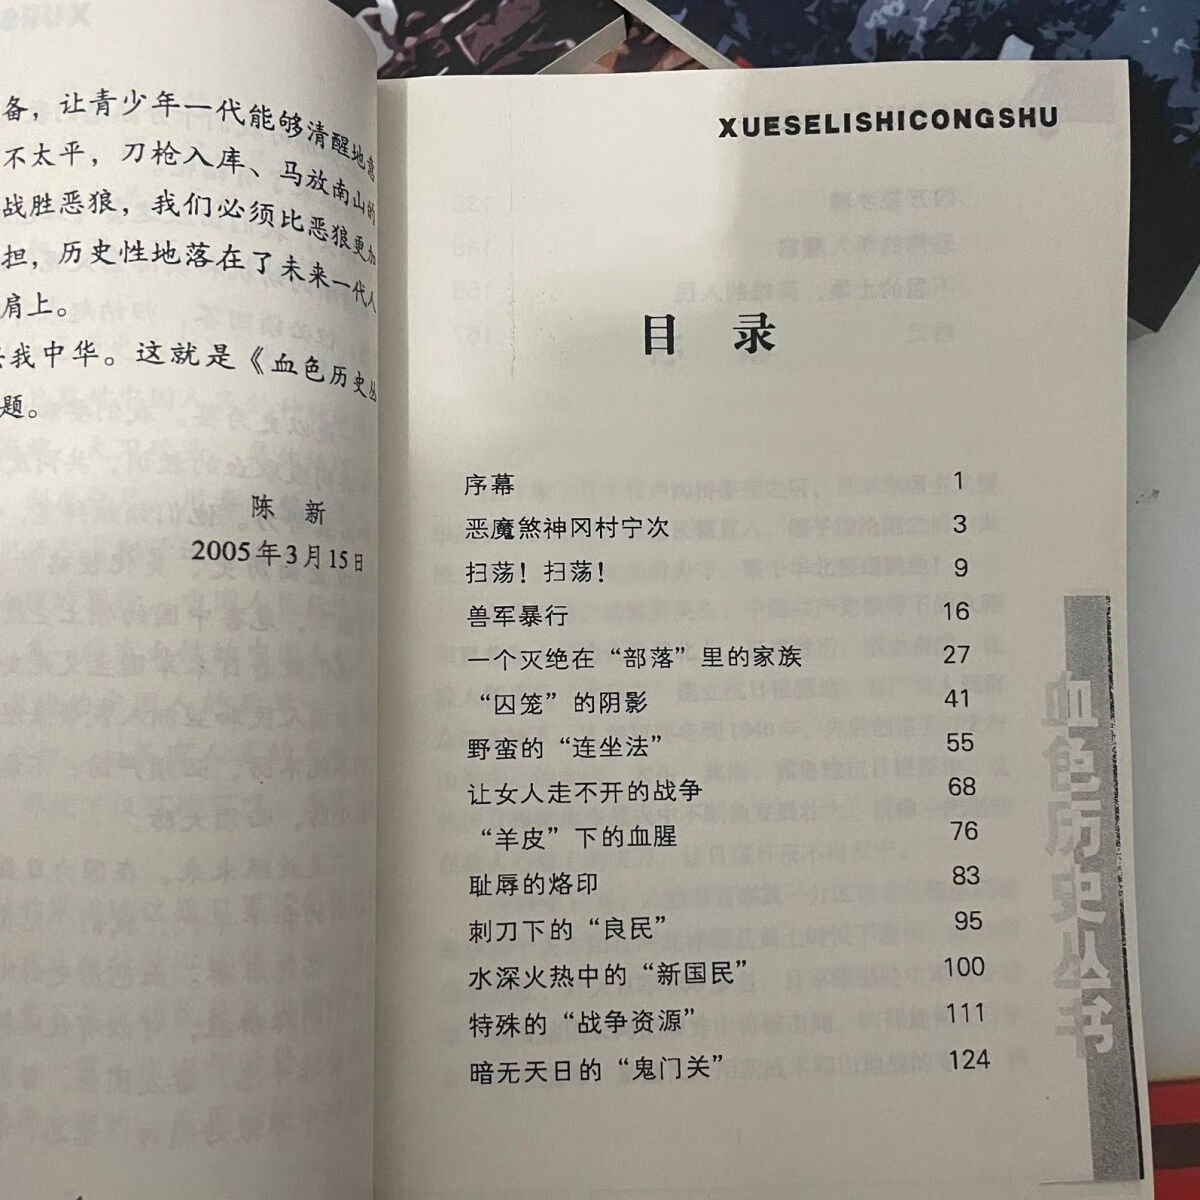 备，让青少年一代能够清醒地意
不太平，刀枪入库、马放南山的
战胜恶狼，我们必须比恶狼更加
担，历史性地落在了未来一代人
肩上。
我中华。这就是《血色历史丛
题。
陈 新
2005年3月15日
XUESELISHICONGSHU
目 录
序幕 1
恶魔煞神冈村宁次 3
扫荡！扫荡！ 9
兽军暴行 16
一个灭绝在“部落”里的家族 27
“囚笼”的阴影 41
野蛮的“连坐法” 55
让女人走不开的战争 68
“羊皮”下的血腥 76
耻辱的烙印 83
刺刀下的“良民” 95
水深火热中的“新国民” 100
特殊的“战争资源” 111
暗无天日的“鬼门关” 124
血色历史丛书